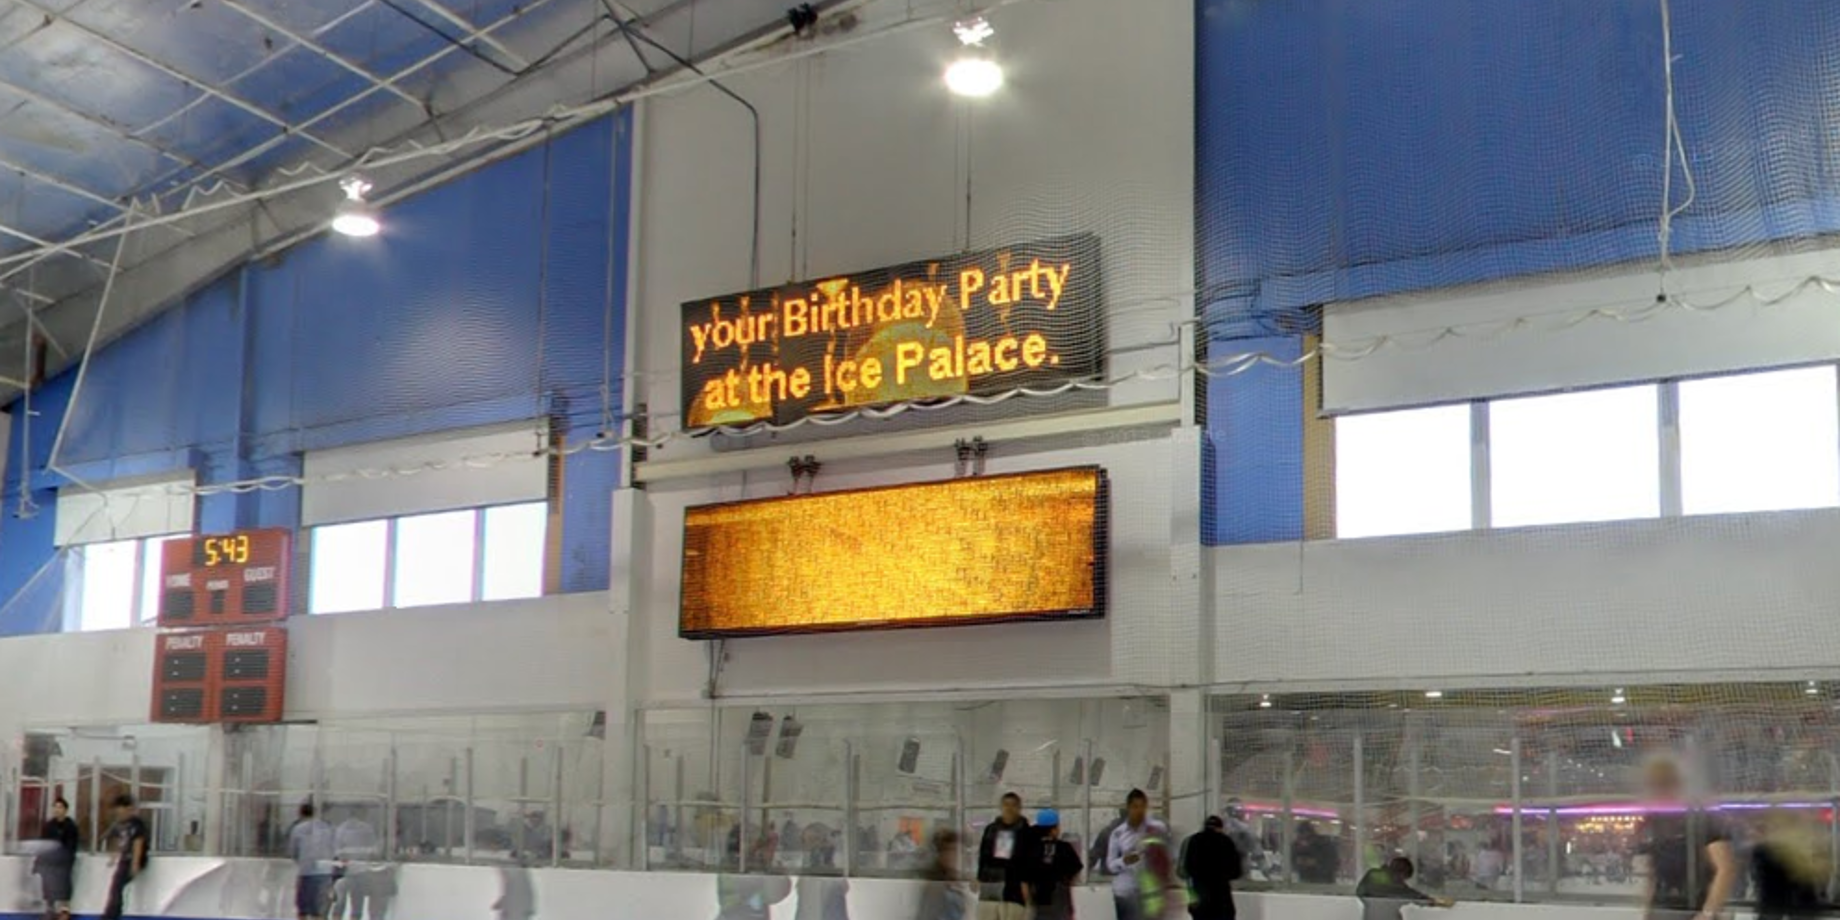 your Birthday Party
at the Ice Palace.
5:43
HOME GUEST
PENALTY PENALTY